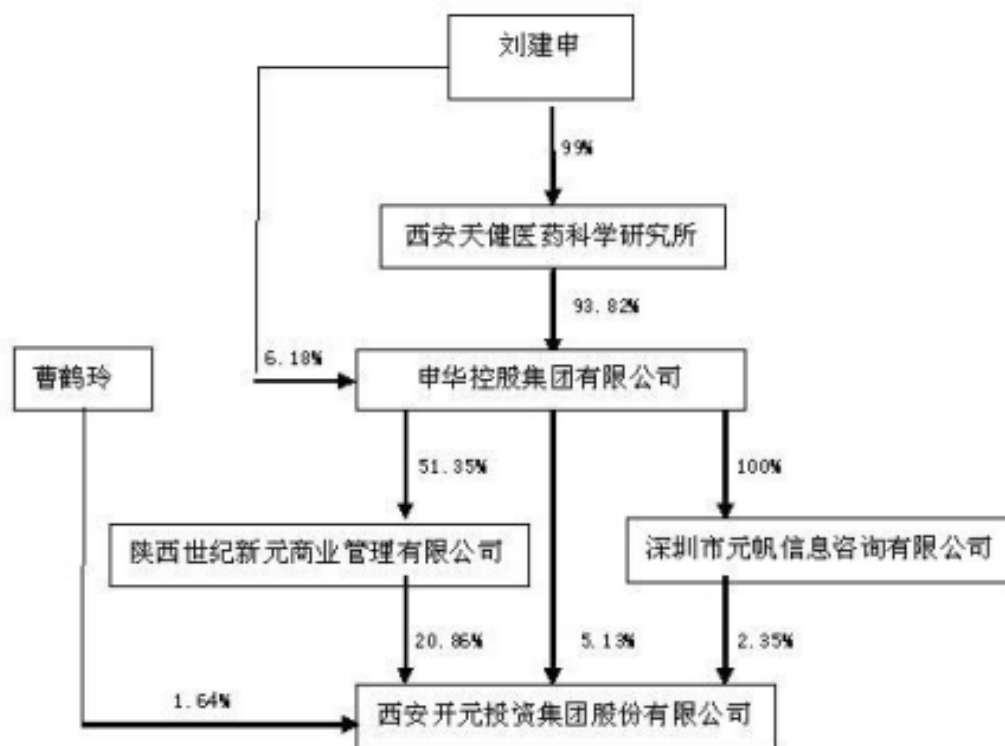 刘建申
99%
西安天健医药科学研究所
93.82%
6.18%
曹鹤玲
申华控股集团有限公司
51.35%
100%
陕西世纪新元商业管理有限公司
深圳市元帆信息咨询有限公司
20.86%
5.13%
2.35%
1.64%
西安开元投资集团股份有限公司